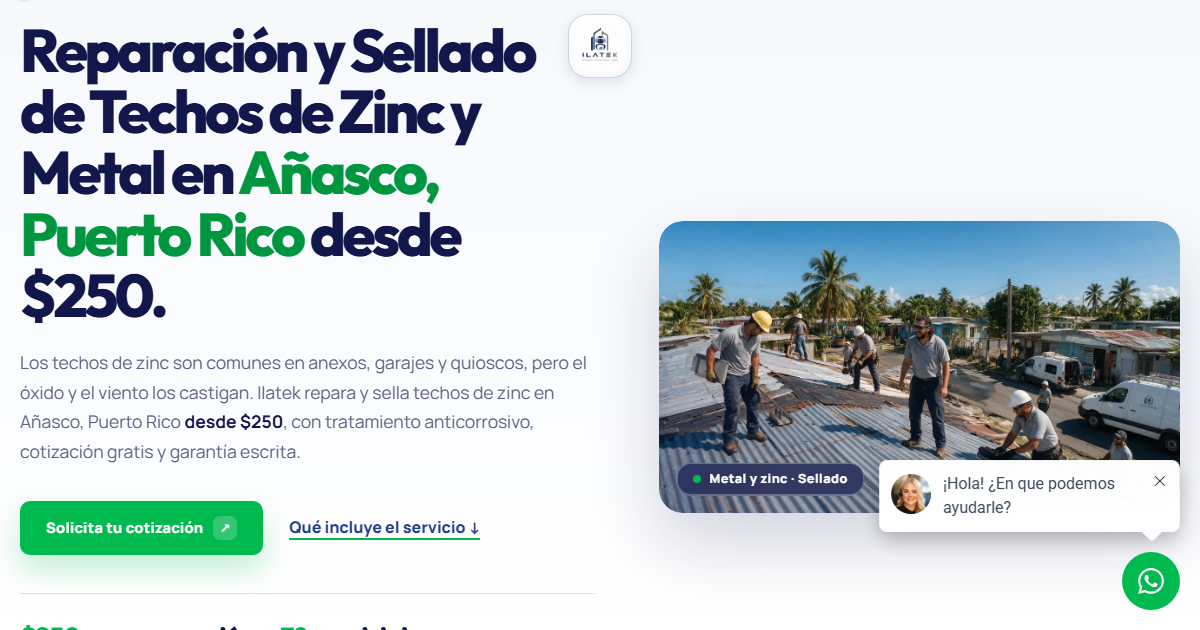 Reparación y Sellado
de Techos de Zinc y
Metal en Añasco,
Puerto Rico desde
$250.
ILATEK
Los techos de zinc son comunes en anexos, garajes y quioscos, pero el
óxido y el viento los castigan. Ilatek repara y sella techos de zinc en
Añasco, Puerto Rico desde $250, con tratamiento anticorrosivo,
cotización gratis y garantía escrita.
Solicita tu cotización ↗
Qué incluye el servicio ↓
Metal y zinc · Sellado
¡Hola! ¿En que podemos
ayudarle?